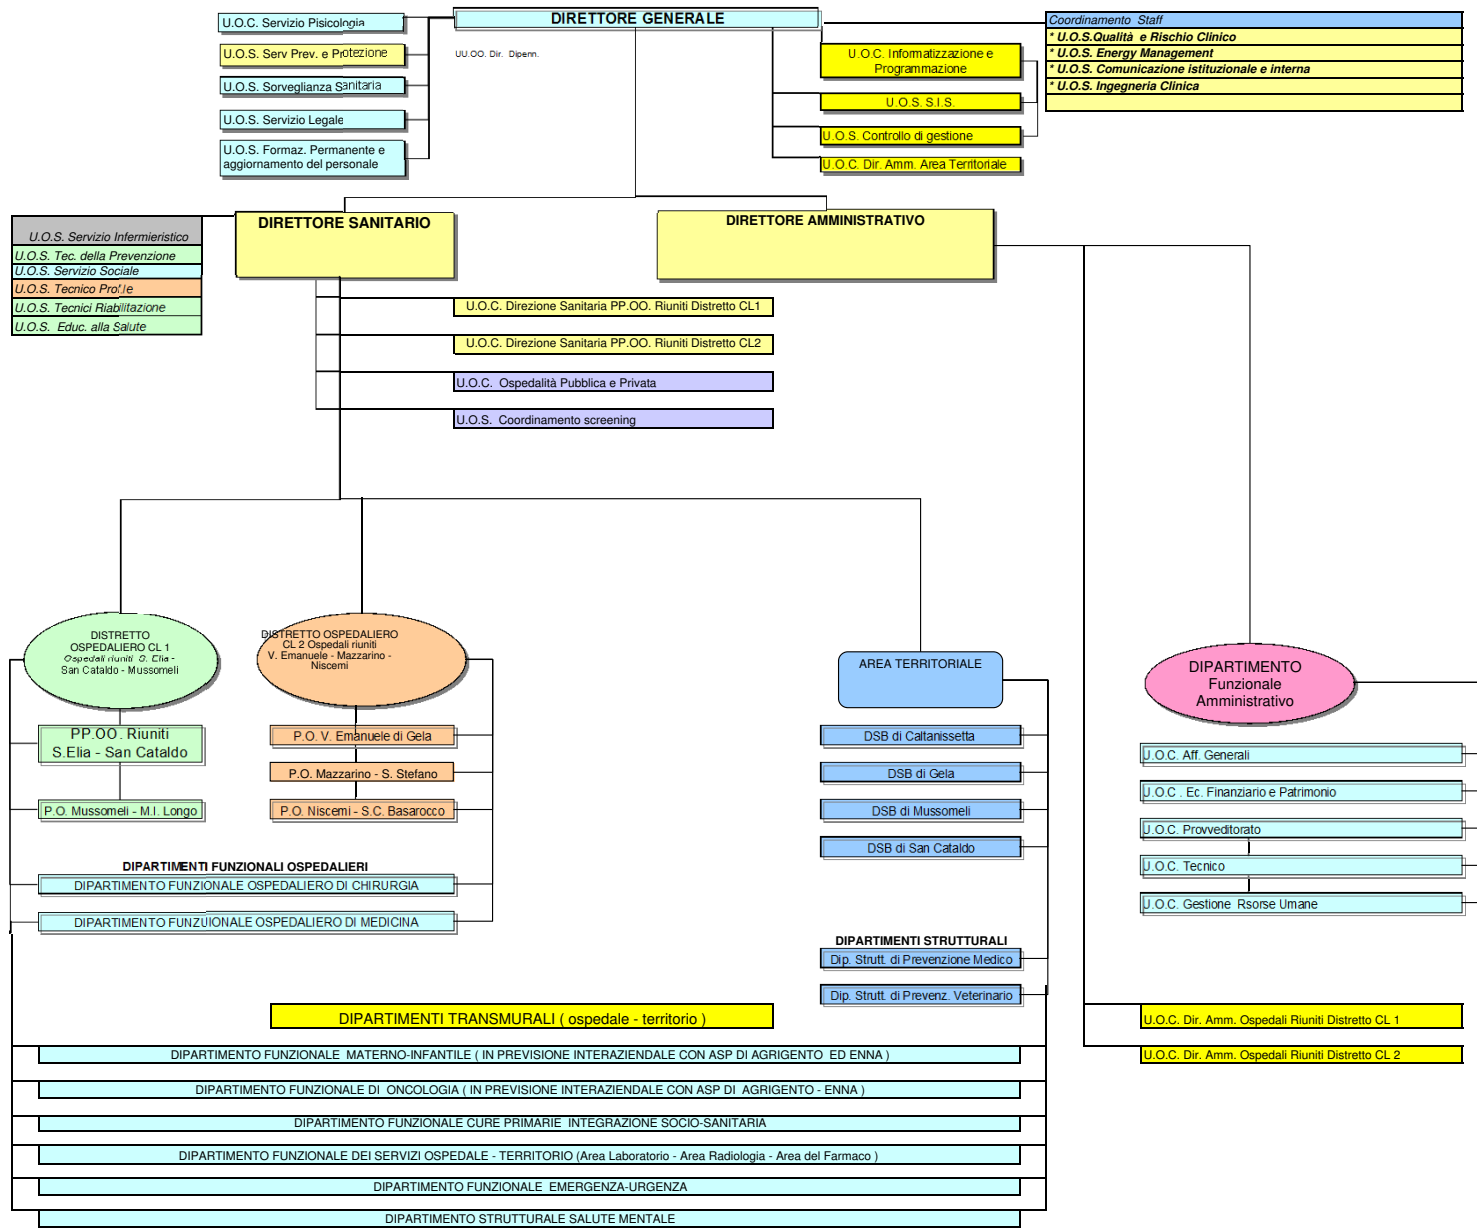 DIRETTORE GENERALE
U.O.C. Servizio Pisicologia
U.O.S. Serv Prev. e Protezione
U.O.S. Sorveglianza Sanitaria
U.O.S. Servizio Legale
U.O.S. Formaz. Permanente e
aggiornamento del personale
UU.OO. Dir. Dipenn.
U.O.C. Informatizzazione e
Programmazione
U.O.S. S.I.S.
U.O.S. Controllo di gestione
U.O.C. Dir. Amm. Area Territoriale
Coordinamento Staff
* U.O.S.Qualità e Rischio Clinico
* U.O.S. Energy Management
* U.O.S. Comunicazione istituzionale e interna
* U.O.S. Ingegneria Clinica
DIRETTORE SANITARIO
DIRETTORE AMMINISTRATIVO
U.O.S. Servizio Infermieristico
U.O.S. Tec. della Prevenzione
U.O.S. Servizio Sociale
U.O.S. Tecnico Prof.le
U.O.S. Tecnici Riabilitazione
U.O.S. Educ. alla Salute
U.O.C. Direzione Sanitaria PP.OO. Riuniti Distretto CL1
U.O.C. Direzione Sanitaria PP.OO. Riuniti Distretto CL2
U.O.C. Ospedalità Pubblica e Privata
U.O.S. Coordinamento screening
DISTRETTO
OSPEDALIERO CL 1
Ospedali riuniti S. Elia -
San Cataldo - Mussomeli
PP.OO. Riuniti
S.Elia - San Cataldo
P.O. Mussomeli - M.I. Longo
DISTRETTO OSPEDALIERO
CL 2 Ospedali riuniti
V. Emanuele - Mazzarino -
Niscemi
P.O. V. Emanuele di Gela
P.O. Mazzarino - S. Stefano
P.O. Niscemi - S.C. Basarocco
DIPARTIMENTI FUNZIONALI OSPEDALIERI
DIPARTIMENTO FUNZIONALE OSPEDALIERO DI CHIRURGIA
DIPARTIMENTO FUNZUIONALE OSPEDALIERO DI MEDICINA
AREA TERRITORIALE
DSB di Caltanissetta
DSB di Gela
DSB di Mussomeli
DSB di San Cataldo
DIPARTIMENTI STRUTTURALI
Dip. Strutt. di Prevenzione Medico
Dip. Strutt. di Prevenz. Veterinario
DIPARTIMENTO
Funzionale
Amministrativo
U.O.C. Aff. Generali
U.O.C . Ec. Finanziario e Patrimonio
U.O.C. Provveditorato
U.O.C. Tecnico
U.O.C. Gestione Rsorse Umane
U.O.C. Dir. Amm. Ospedali Riuniti Distretto CL 1
U.O.C. Dir. Amm. Ospedali Riuniti Distretto CL 2
DIPARTIMENTI TRANSMURALI ( ospedale - territorio )
DIPARTIMENTO FUNZIONALE MATERNO-INFANTILE ( IN PREVISIONE INTERAZIENDALE CON ASP DI AGRIGENTO ED ENNA )
DIPARTIMENTO FUNZIONALE DI ONCOLOGIA ( IN PREVISIONE INTERAZIENDALE CON ASP DI AGRIGENTO - ENNA )
DIPARTIMENTO FUNZIONALE CURE PRIMARIE INTEGRAZIONE SOCIO-SANITARIA
DIPARTIMENTO FUNZIONALE DEI SERVIZI OSPEDALE - TERRITORIO (Area Laboratorio - Area Radiologia - Area del Farmaco )
DIPARTIMENTO FUNZIONALE EMERGENZA-URGENZA
DIPARTIMENTO STRUTTURALE SALUTE MENTALE